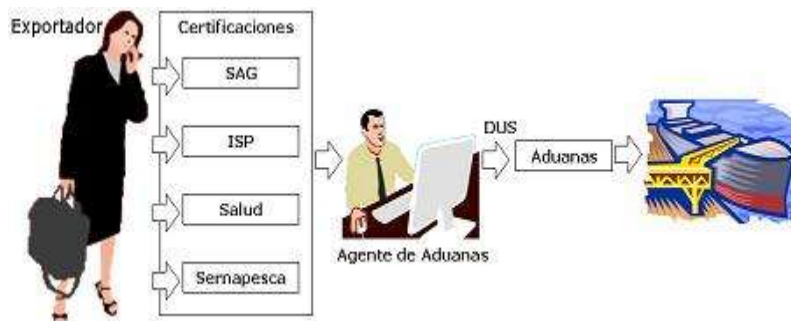 Exportador
Certificaciones
SAG
ISP
Salud
Sernapesca
Agente de Aduanas
DUS
Aduanas